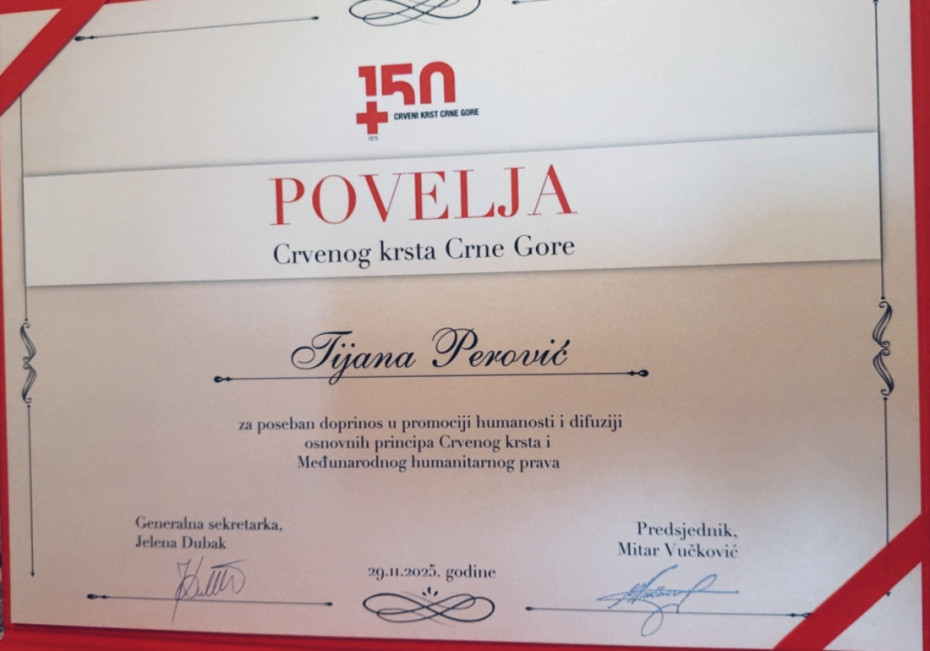 150
CRVENI KRST CRNE GORE
1875
POVELJA
Crvenog krsta Crne Gore
Tijana Perović
za poseban doprinos u promociji humanosti i difuziji
osnovnih principa Crvenog krsta i
Međunarodnog humanitarnog prava
Generalna sekretarka,
Jelena Dubak
Predsjednik,
Mitar Vučković
29.11.2025. godine